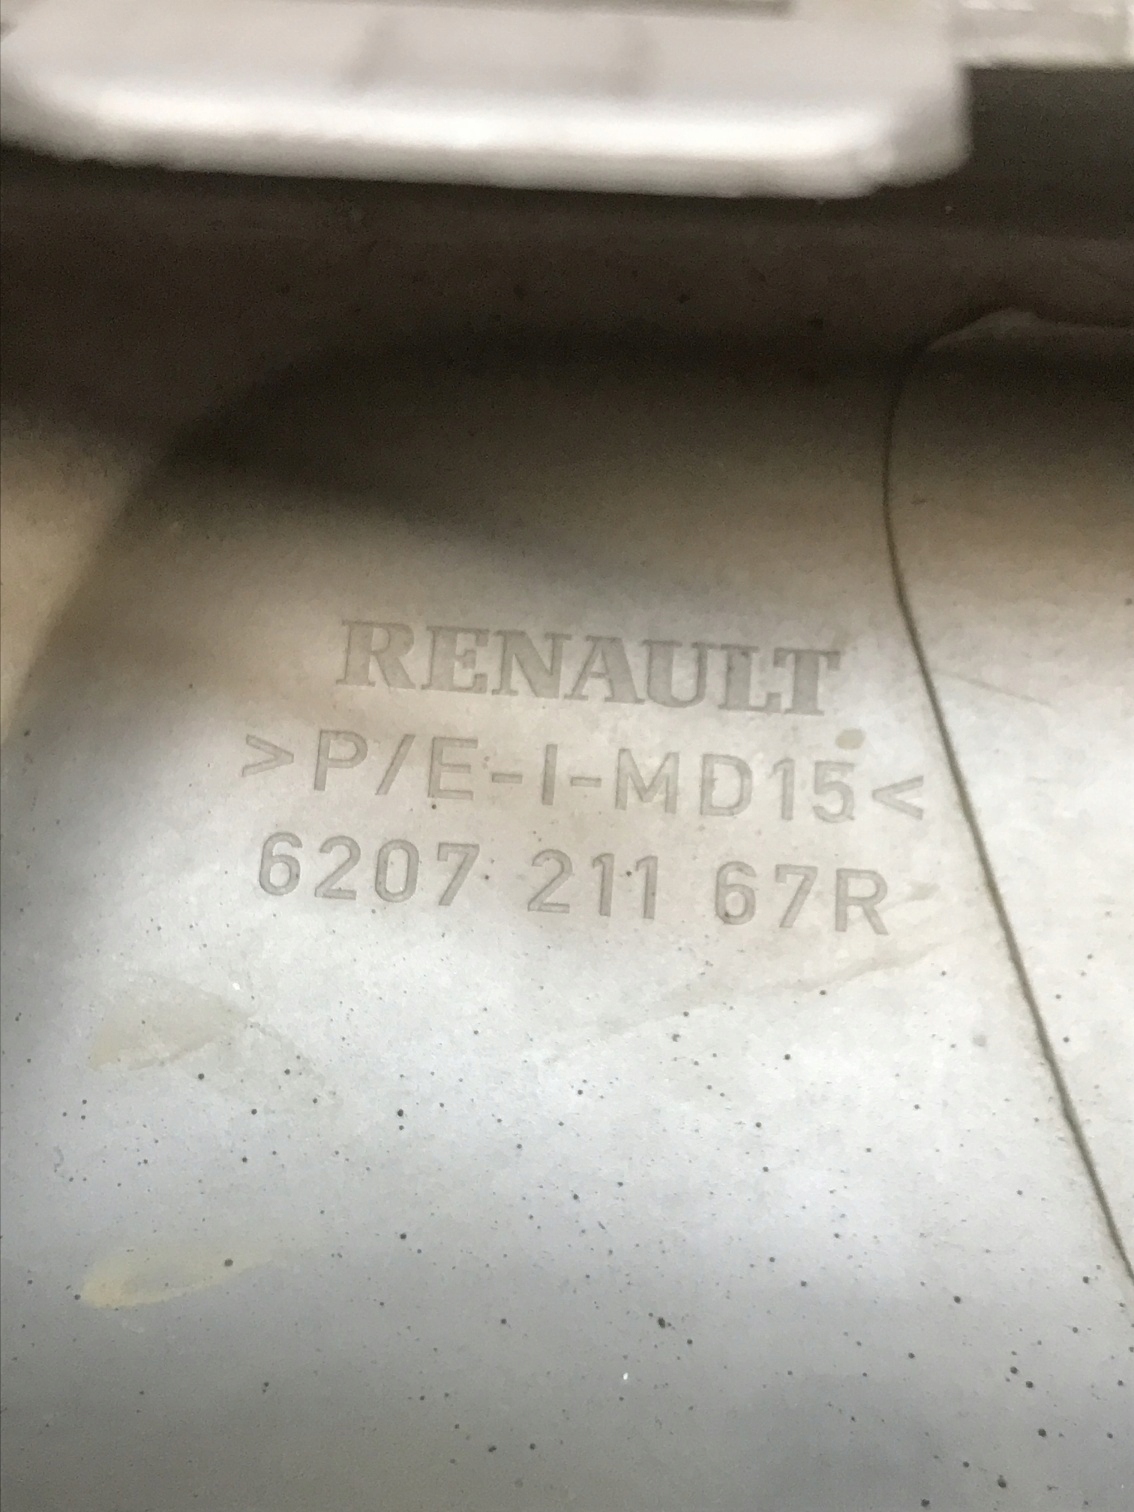 RENAULT
>P/E-I-MD15<
6207 211 67R